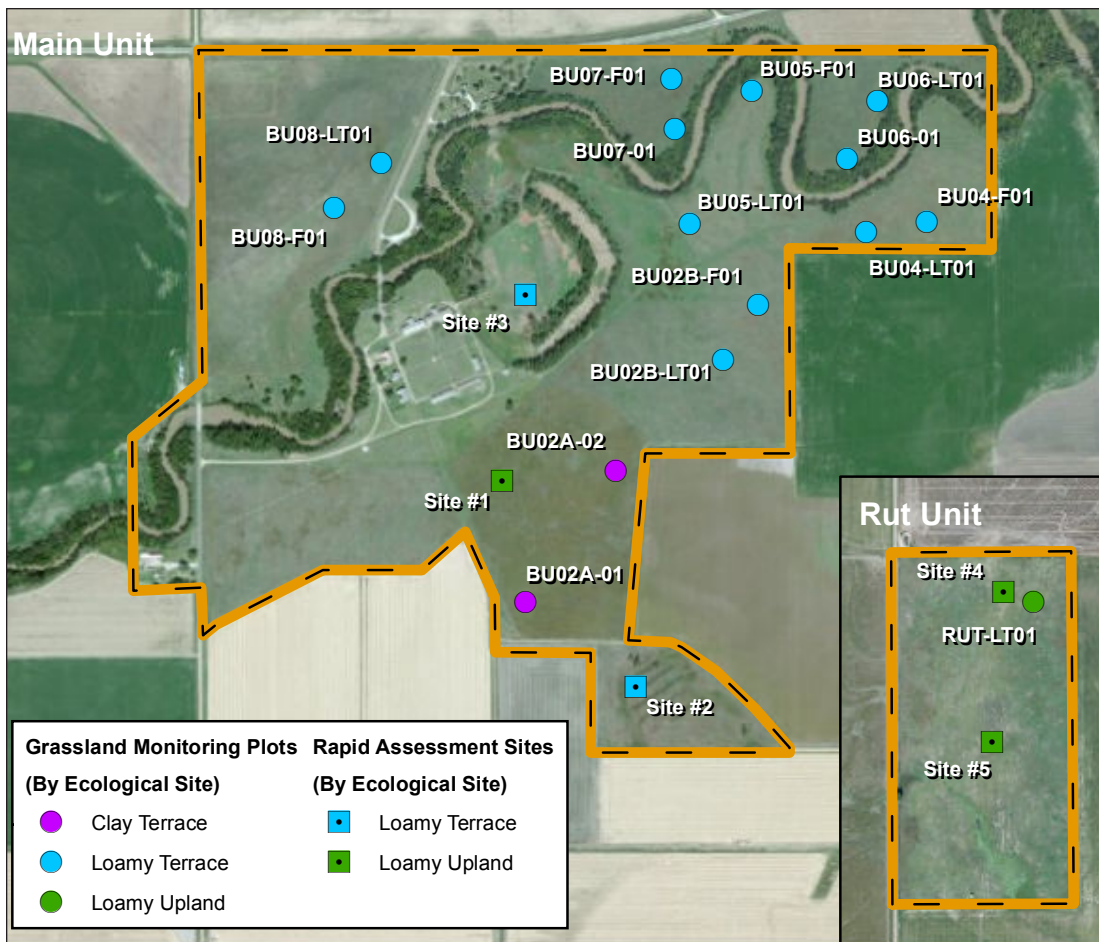 Main Unit
BU07-F01
BU05-F01
BU06-LT01
BU07-01
BU06-01
BU08-LT01
BU05-LT01
BU04-F01
BU08-F01
BU04-LT01
BU02B-F01
Site #3
BU02B-LT01
BU02A-02
Site #1
BU02A-01
Site #2
Rut Unit
Site #4
RUT-LT01
Site #5
Grassland Monitoring Plots
(By Ecological Site)
Clay Terrace
Loamy Terrace
Loamy Upland
Rapid Assessment Sites
(By Ecological Site)
Loamy Terrace
Loamy Upland